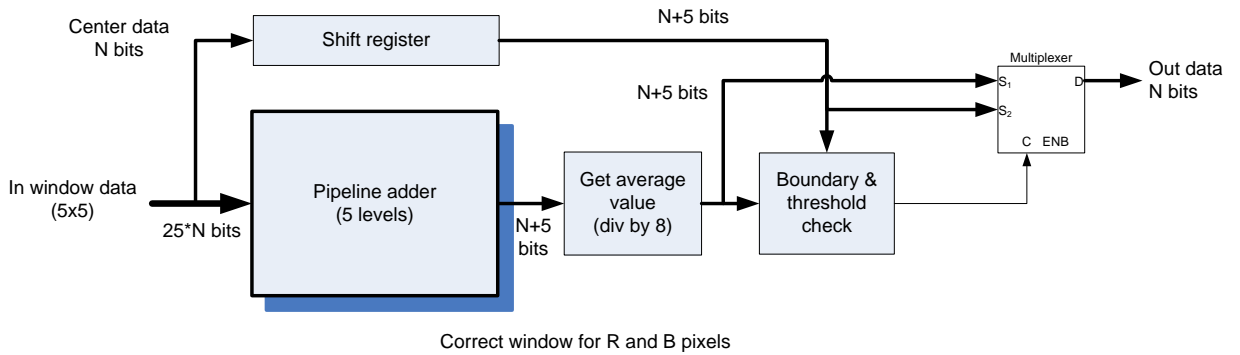 Center data
N bits
Shift register
N+5 bits
Multiplexer
S1
S2
D
C ENB
Out data
N bits
N+5 bits
In window data
(5x5)
25*N bits
Pipeline adder
(5 levels)
N+5
bits
Get average
value
(div by 8)
Boundary &
threshold
check
Correct window for R and B pixels